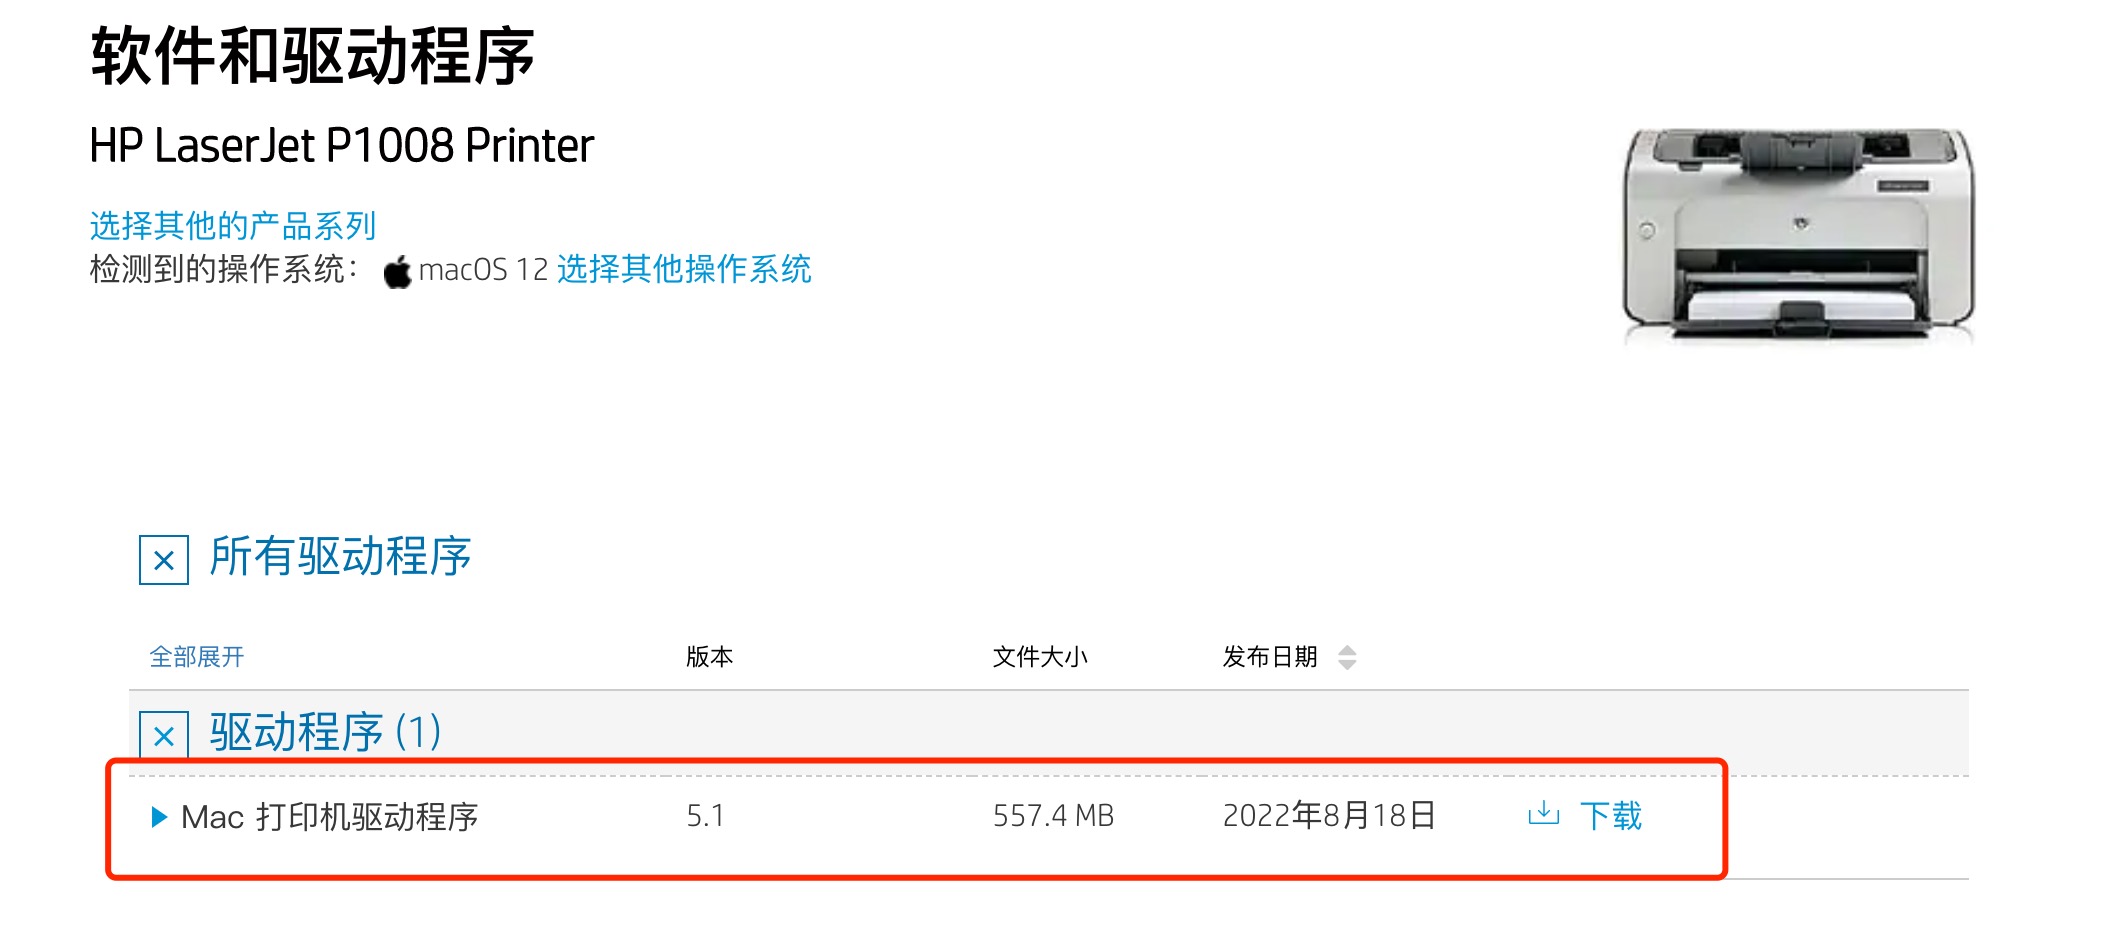 软件和驱动程序
HP LaserJet P1008 Printer
选择其他的产品系列
检测到的操作系统： macOS 12 选择其他操作系统
所有驱动程序
全部展开 版本 文件大小 发布日期
驱动程序 (1)
Mac 打印机驱动程序 5.1 557.4 MB 2022年8月18日 下载